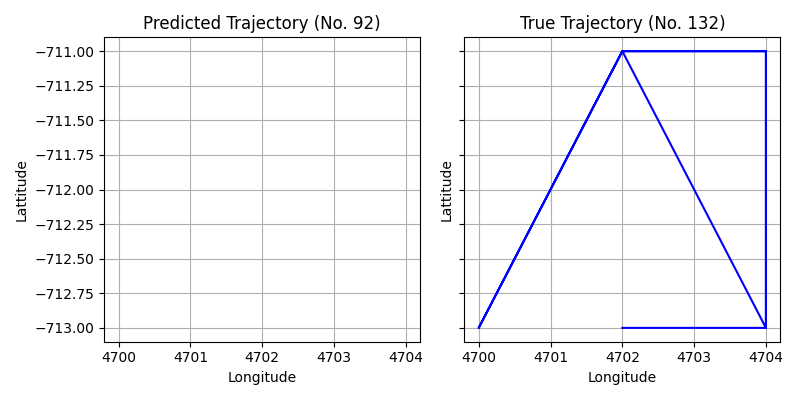 Predicted Trajectory (No. 92)
−711.00
−711.25
−711.50
−711.75
−712.00
−712.25
−712.50
−712.75
−713.00
Lattitude
4700 4701 4702 4703 4704
Longitude
True Trajectory (No. 132)
Lattitude
4700 4701 4702 4703 4704
Longitude